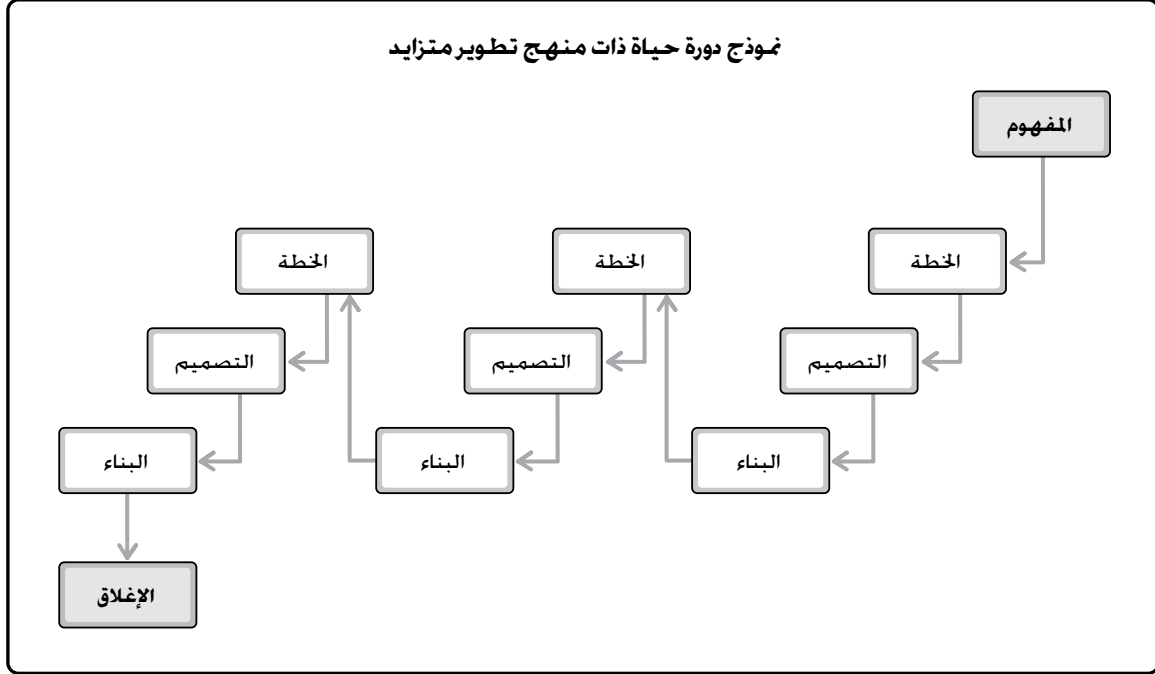 نموذج دورة حياة ذات منهج تطوير متزايد
المفهوم
الخطة
الخطة
الخطة
التصميم
التصميم
التصميم
البناء
البناء
البناء
الإغلاق